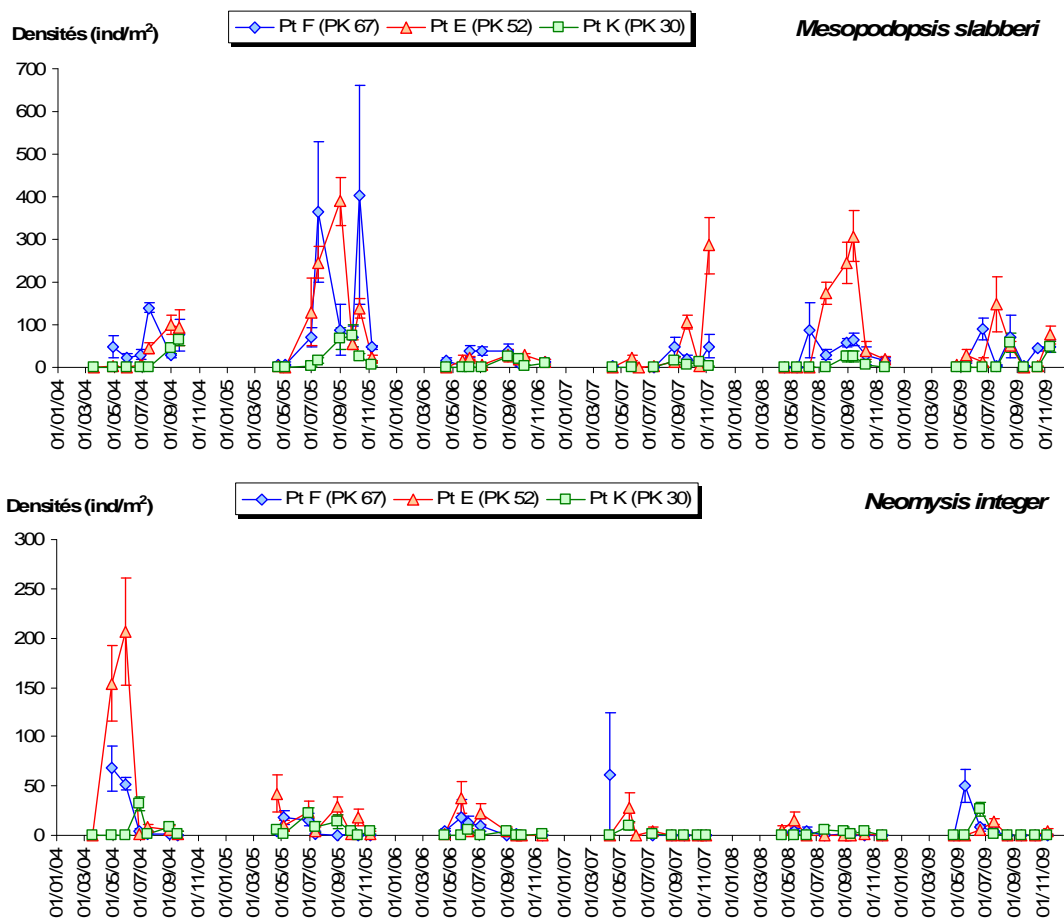 Densités (ind/m²)
Pt F (PK 67) Pt E (PK 52) Pt K (PK 30)
Mesopodopsis slabberi
700
600
500
400
300
200
100
0
01/01/04 01/03/04 01/05/04 01/07/04 01/09/04 01/11/04 01/01/05 01/03/05 01/05/05 01/07/05 01/09/05 01/11/05 01/01/06 01/03/06 01/05/06 01/07/06 01/09/06 01/11/06 01/01/07 01/03/07 01/05/07 01/07/07 01/09/07 01/11/07 01/01/08 01/03/08 01/05/08 01/07/08 01/09/08 01/11/08 01/01/09 01/03/09 01/05/09 01/07/09 01/09/09 01/11/09
Densités (ind/m²)
Pt F (PK 67) Pt E (PK 52) Pt K (PK 30)
Neomysis integer
300
250
200
150
100
50
0
01/01/04 01/03/04 01/05/04 01/07/04 01/09/04 01/11/04 01/01/05 01/03/05 01/05/05 01/07/05 01/09/05 01/11/05 01/01/06 01/03/06 01/05/06 01/07/06 01/09/06 01/11/06 01/01/07 01/03/07 01/05/07 01/07/07 01/09/07 01/11/07 01/01/08 01/03/08 01/05/08 01/07/08 01/09/08 01/11/08 01/01/09 01/03/09 01/05/09 01/07/09 01/09/09 01/11/09